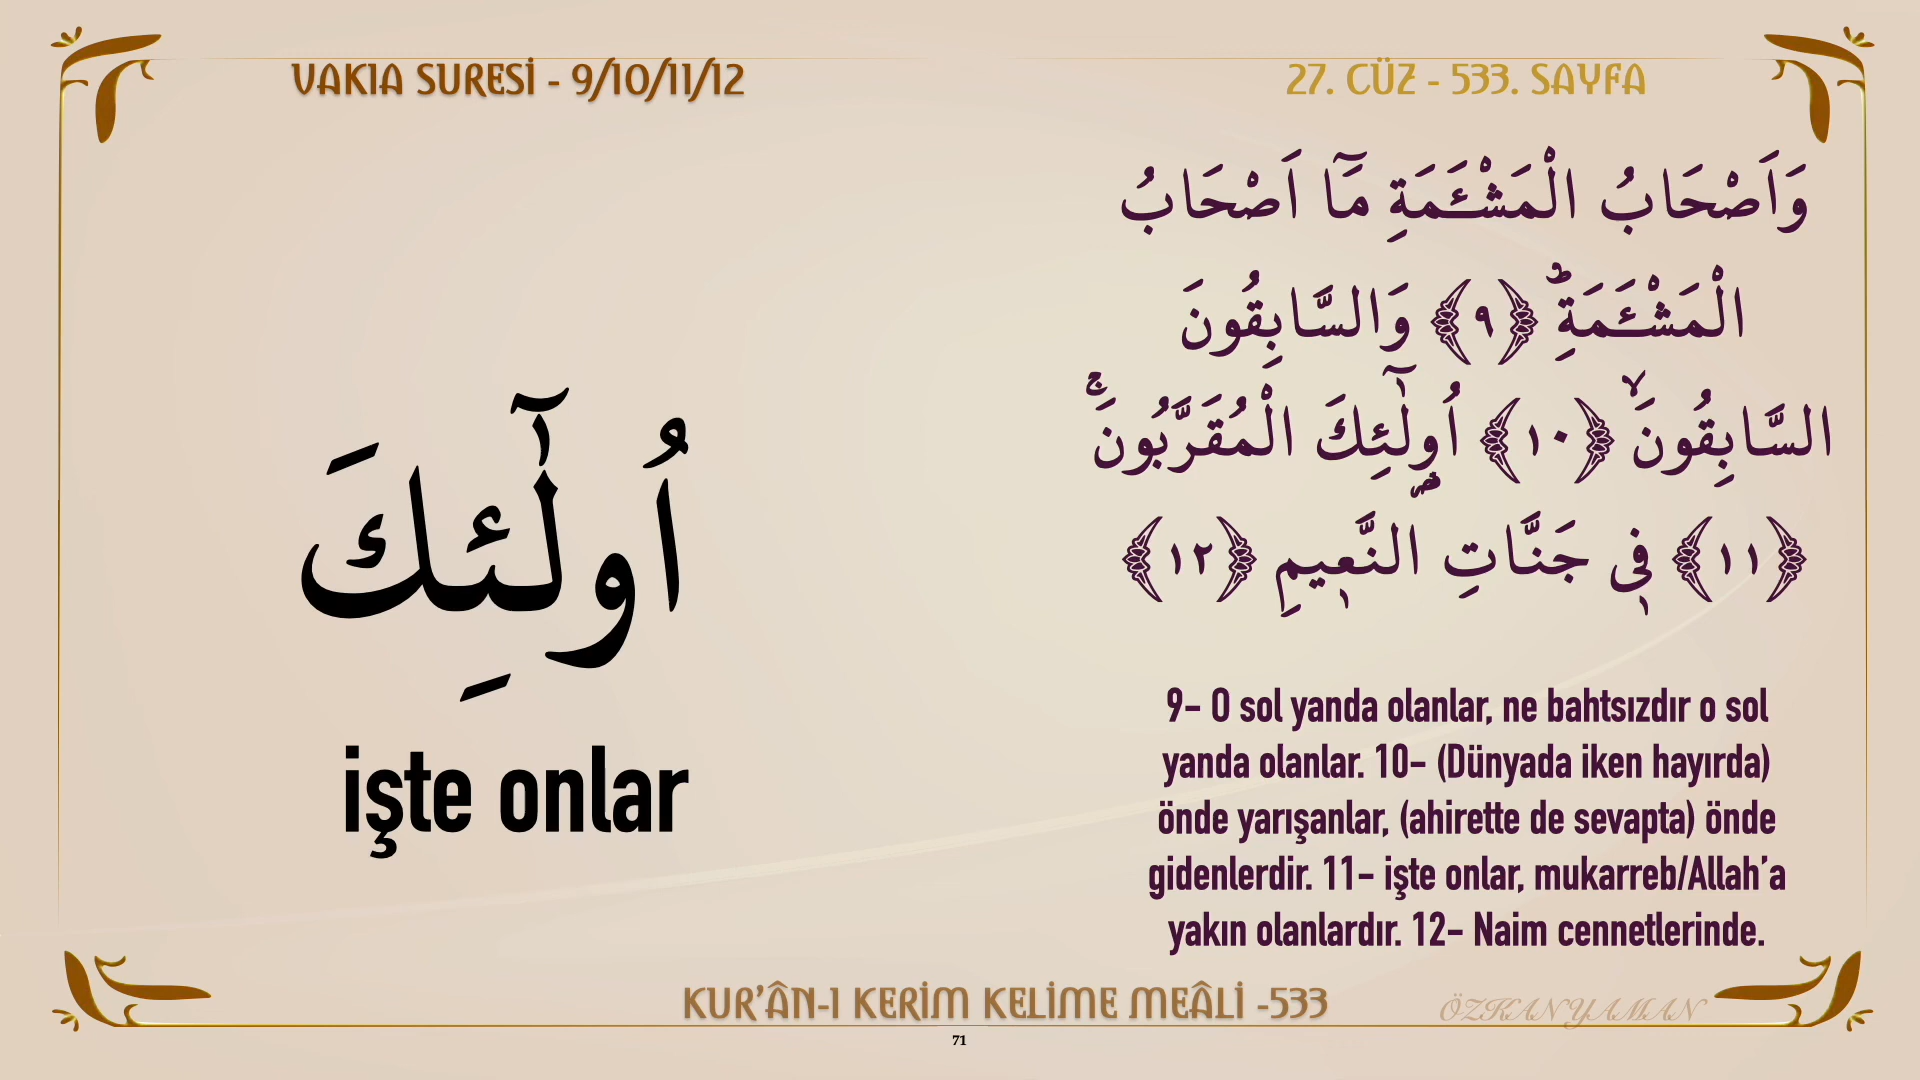 VAKIA SURESİ - 9/10/11/12
27. CÜZ - 533. SAYFA
وَاَصْحَابُ الْمَشْـَٔمَةِ مَٓا اَصْحَابُ
الْمَشْـَٔمَةِۜ ﴿٩﴾ وَالسَّابِقُونَ
السَّابِقُونَۙ ﴿١٠﴾ اُو۬لٰٓئِكَ الْمُقَرَّبُونَۚ
﴿١١﴾ ف۪ي جَنَّاتِ النَّع۪يمِ ﴿١٢﴾
اُولٰٓئِكَ
işte onlar
9– O sol yanda olanlar, ne bahtsızdır o sol
yanda olanlar. 10– (Dünyada iken hayırda)
önde yarışanlar, (ahirette de sevapta) önde
gidenlerdir. 11– işte onlar, mukarreb/Allah’a
yakın olanlardır. 12– Naim cennetlerinde.
KUR’ÂN-I KERİM KELİME MEÂLİ -533
ÖZKAN YAMAN
71